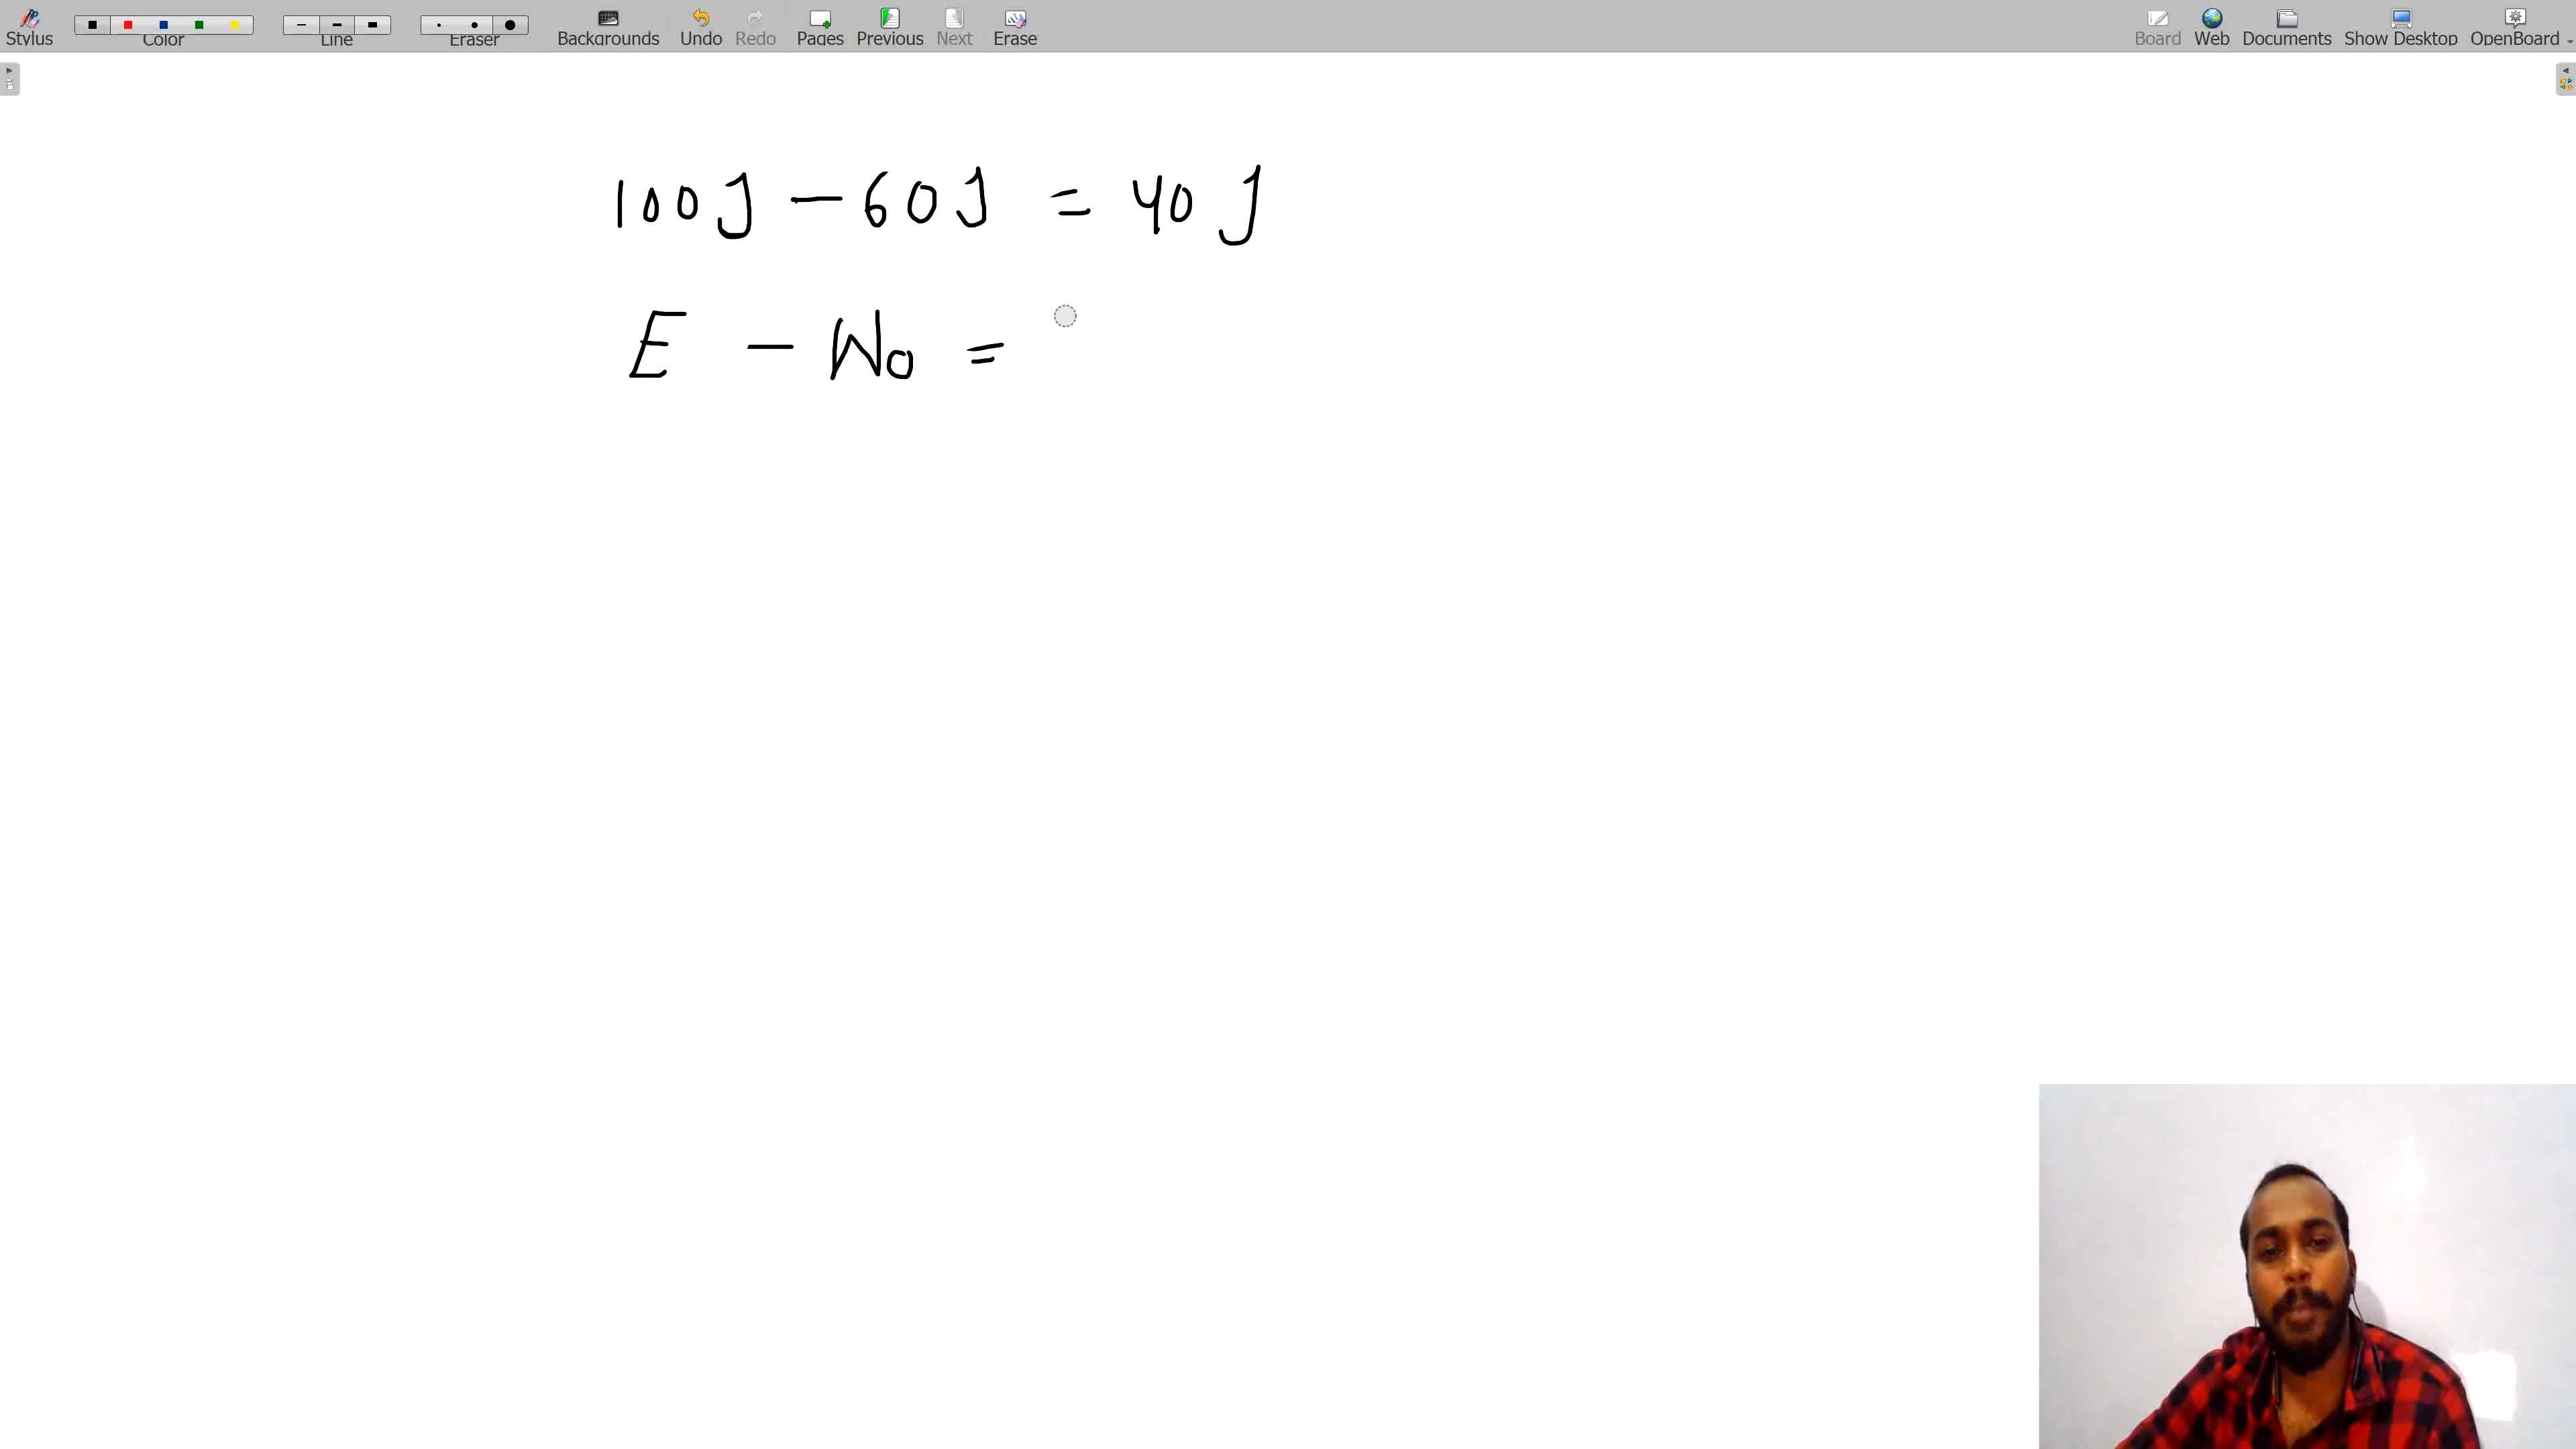 Stylus Color Line Eraser Backgrounds Undo Redo Pages Previous Next Erase Board Web Documents Show Desktop OpenBoard
100J - 60J = 40J
E - W₀ =